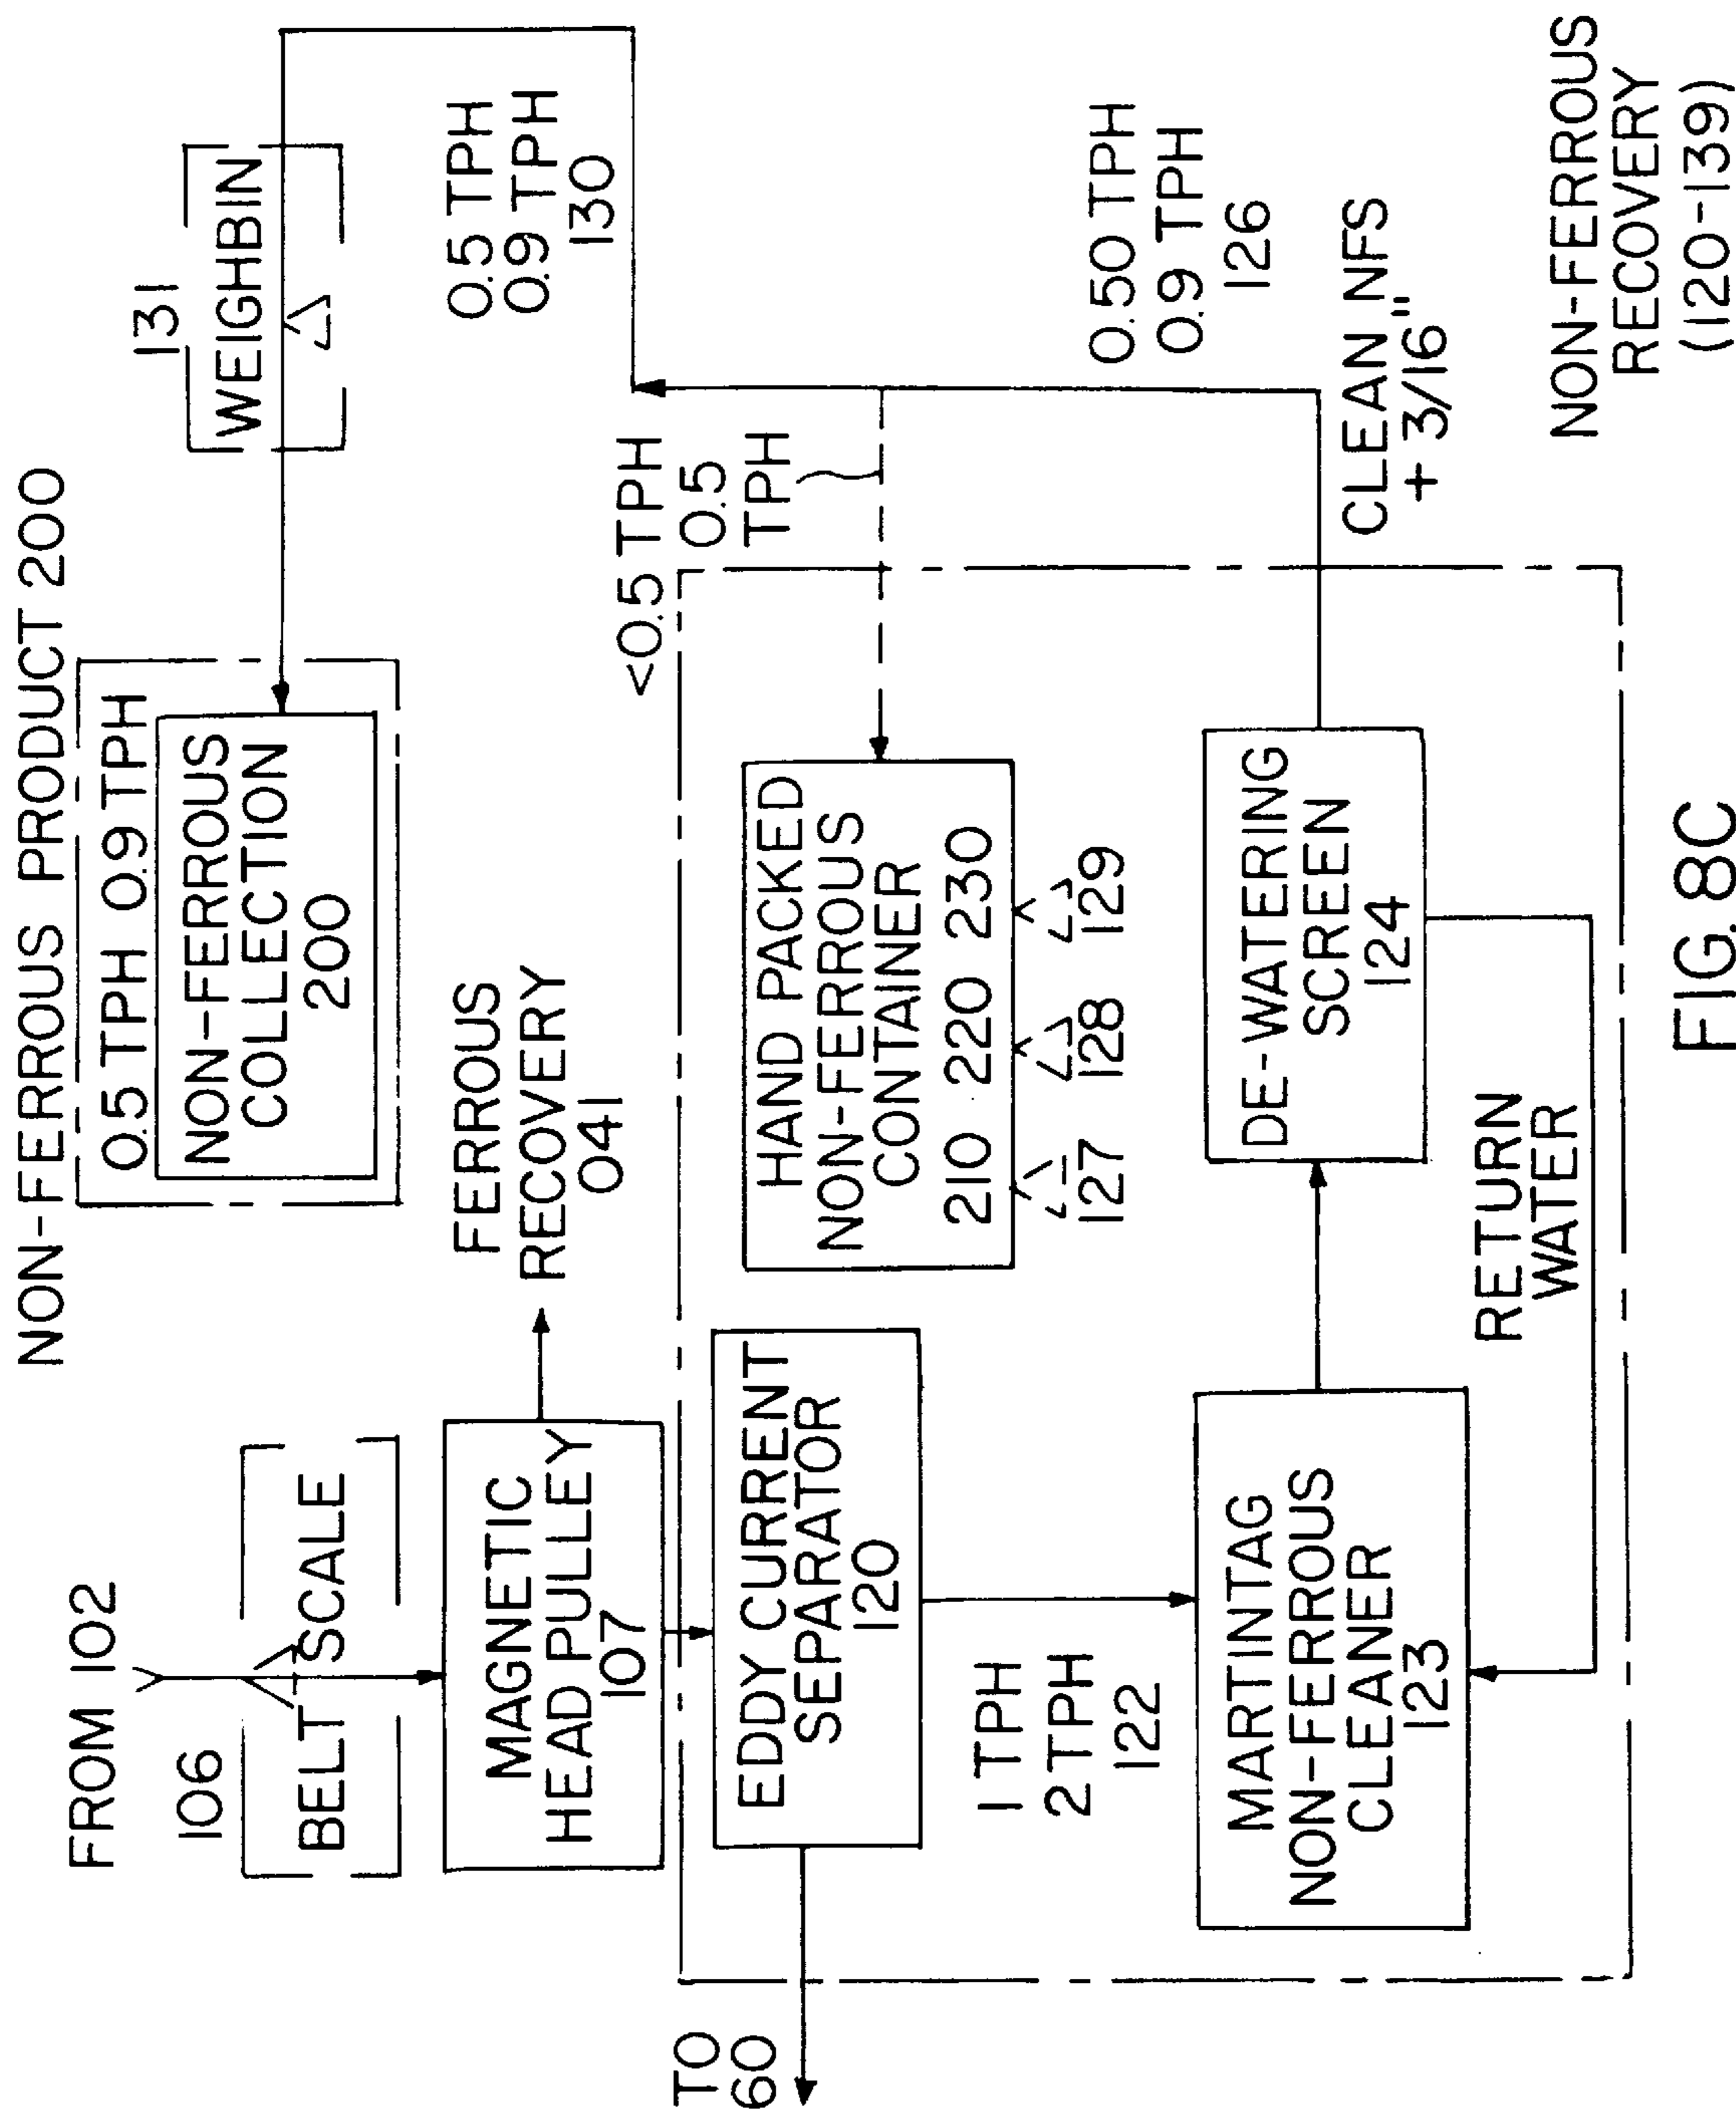 NON-FERROUS PRODUCT 200
0.5 TPH 0.9 TPH
NON-FERROUS
COLLECTION
200
131
WEIGHBIN
0.5 TPH
0.9 TPH
130
FROM 102
106
BELT SCALE
MAGNETIC
HEAD PULLEY
107
FERROUS
RECOVERY
041
<0.5 TPH
0.5
TPH
TO
60
EDDY CURRENT
SEPARATOR
120
HAND PACKED
NON-FERROUS
CONTAINER
210 220 230
127 128 129
1 TPH
2 TPH
122
0.50 TPH
0.9 TPH
126
MARTINTAG
NON-FERROUS
CLEANER
123
DE-WATERING
SCREEN
124
CLEAN NFS
+ 3/16"
RETURN
WATER
NON-FERROUS
RECOVERY
(120-139)
FIG. 8C